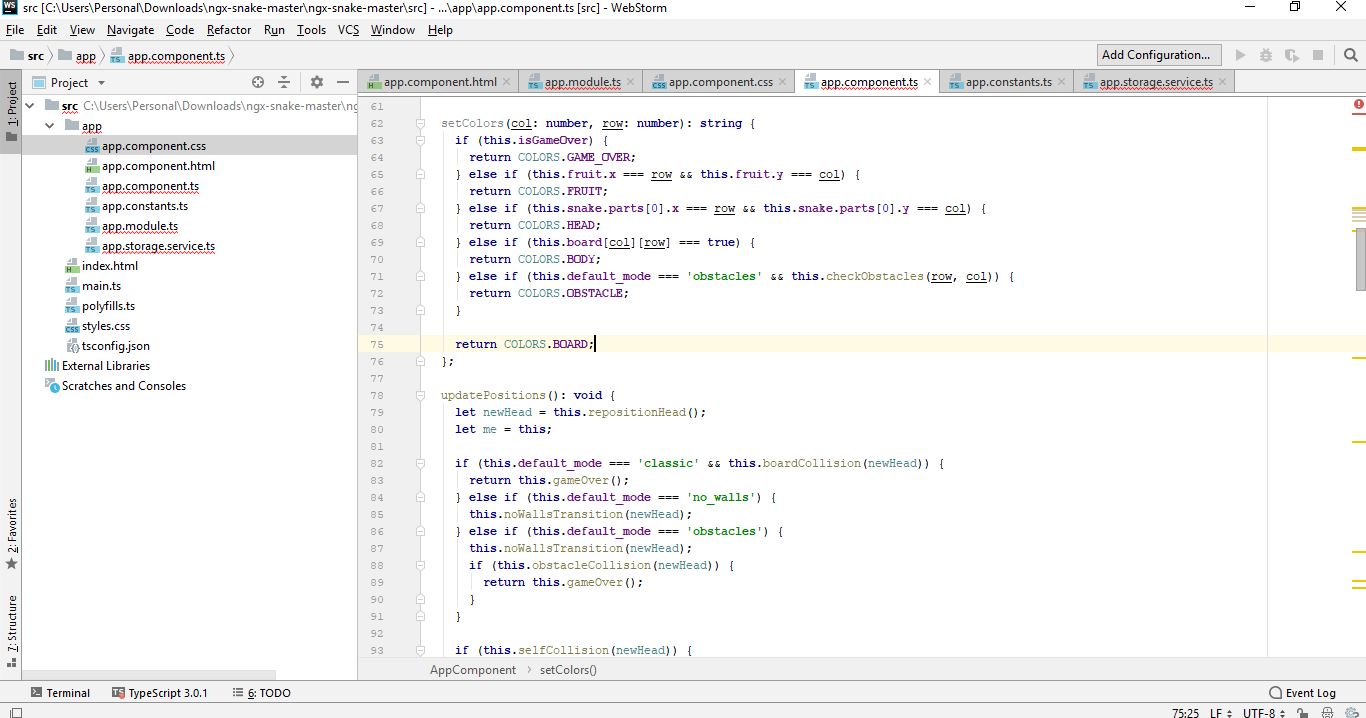 WS src [C:\Users\Personal\Downloads\ngx-snake-master\ngx-snake-master\src] - ...\app\app.component.ts [src] - WebStorm
File Edit View Navigate Code Refactor Run Tools VCS Window Help
src app app.component.ts Add Configuration...
1: Project
Project
app.component.html app.module.ts app.component.css app.component.ts app.constants.ts app.storage.service.ts
src C:\Users\Personal\Downloads\ngx-snake-master\ng
app
app.component.css
app.component.html
app.component.ts
app.constants.ts
app.module.ts
app.storage.service.ts
index.html
main.ts
polyfills.ts
styles.css
tsconfig.json
External Libraries
Scratches and Consoles
2: Favorites
7: Structure
61
62 setColors(col: number, row: number): string {
63 if (this.isGameOver) {
64 return COLORS.GAME_OVER;
65 } else if (this.fruit.x === row && this.fruit.y === col) {
66 return COLORS.FRUIT;
67 } else if (this.snake.parts[0].x === row && this.snake.parts[0].y === col) {
68 return COLORS.HEAD;
69 } else if (this.board[col][row] === true) {
70 return COLORS.BODY;
71 } else if (this.default_mode === 'obstacles' && this.checkObstacles(row, col)) {
72 return COLORS.OBSTACLE;
73 }
74
75 return COLORS.BOARD;
76 };
77
78 updatePositions(): void {
79 let newHead = this.repositionHead();
80 let me = this;
81
82 if (this.default_mode === 'classic' && this.boardCollision(newHead)) {
83 return this.gameOver();
84 } else if (this.default_mode === 'no_walls') {
85 this.noWallsTransition(newHead);
86 } else if (this.default_mode === 'obstacles') {
87 this.noWallsTransition(newHead);
88 if (this.obstacleCollision(newHead)) {
89 return this.gameOver();
90 }
91 }
92
93 if (this.selfCollision(newHead)) {
AppComponent setColors()
Terminal TypeScript 3.0.1 6: TODO Event Log
75:25 LF UTF-8